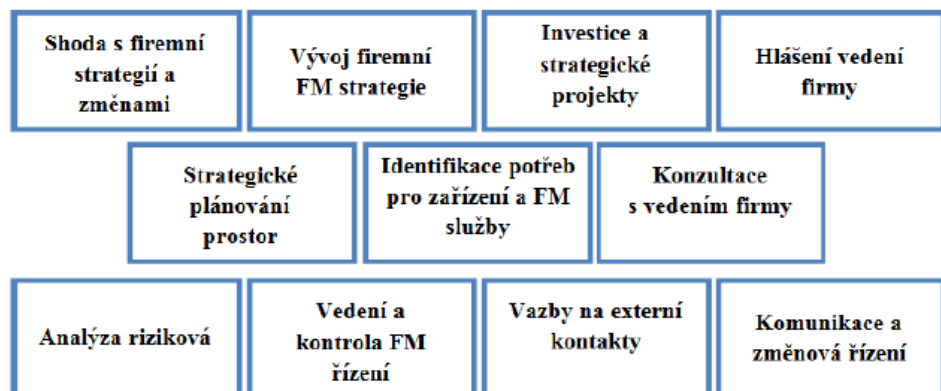 Shoda s firemní
strategií a
změnami
Vývoj firemní
FM strategie
Investice a
strategické
projekty
Hlášení vedení
firmy
Strategické
plánování
prostor
Identifikace potřeb
pro zařízení a FM
služby
Konzultace
s vedením firmy
Analýza riziková
Vedení a
kontrola FM
řízení
Vazby na externí
kontakty
Komunikace a
změnová řízení